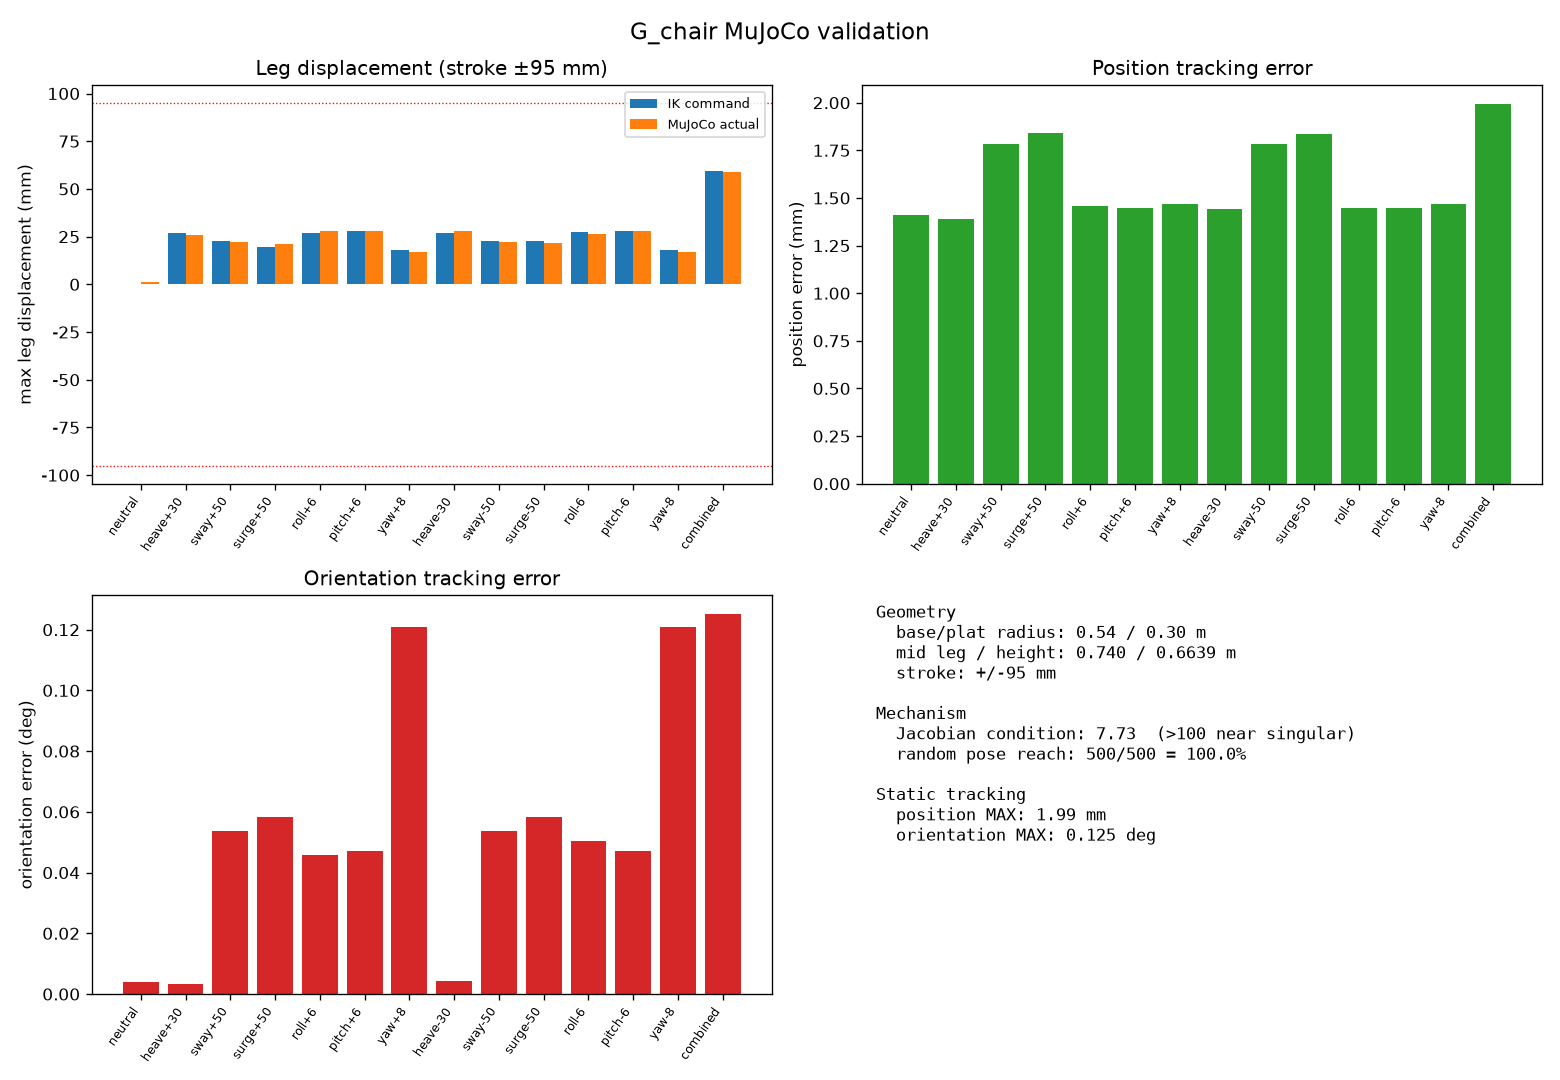 G_chair MuJoCo validation
Leg displacement (stroke ±95 mm)
max leg displacement (mm)
100
75
50
25
0
-25
-50
-75
-100
IK command
MuJoCo actual
neutral
heave+30
sway+50
surge+50
roll+6
pitch+6
yaw+8
heave-30
sway-50
surge-50
roll-6
pitch-6
yaw-8
combined
Position tracking error
position error (mm)
2.00
1.75
1.50
1.25
1.00
0.75
0.50
0.25
0.00
neutral
heave+30
sway+50
surge+50
roll+6
pitch+6
yaw+8
heave-30
sway-50
surge-50
roll-6
pitch-6
yaw-8
combined
Orientation tracking error
orientation error (deg)
0.12
0.10
0.08
0.06
0.04
0.02
0.00
neutral
heave+30
sway+50
surge+50
roll+6
pitch+6
yaw+8
heave-30
sway-50
surge-50
roll-6
pitch-6
yaw-8
combined
Geometry
base/plat radius: 0.54 / 0.30 m
mid leg / height: 0.740 / 0.6639 m
stroke: +/-95 mm
Mechanism
Jacobian condition: 7.73  (>100 near singular)
random pose reach: 500/500 = 100.0%
Static tracking
position MAX: 1.99 mm
orientation MAX: 0.125 deg